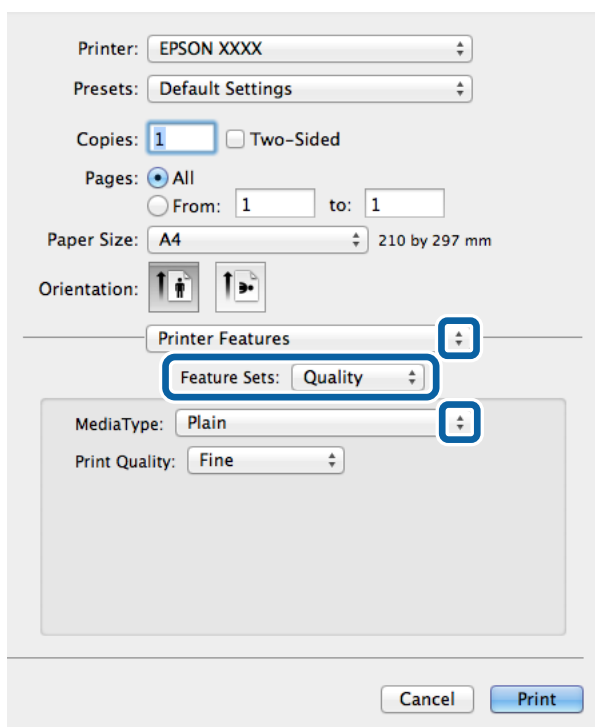 Printer: EPSON XXXX
Presets: Default Settings
Copies: 1 Two-Sided
Pages: All
From: 1 to: 1
Paper Size: A4 210 by 297 mm
Orientation:
Printer Features
Feature Sets: Quality
MediaType: Plain
Print Quality: Fine
Cancel Print